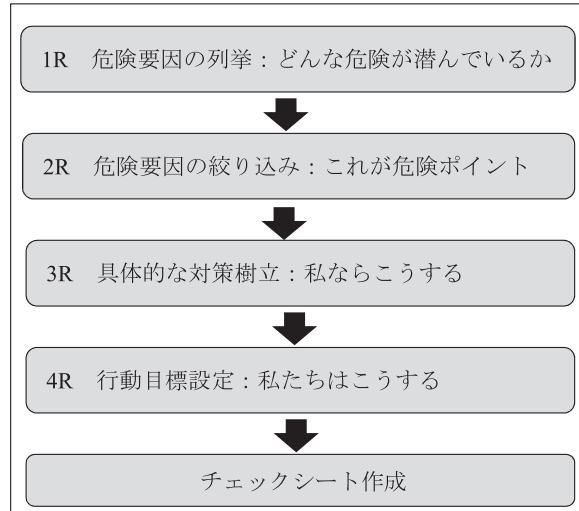 1R 危険要因の列挙：どんな危険が潜んでいるか
2R 危険要因の絞り込み：これが危険ポイント
3R 具体的な対策樹立：私ならこうする
4R 行動目標設定：私たちはこうする
チェックシート作成